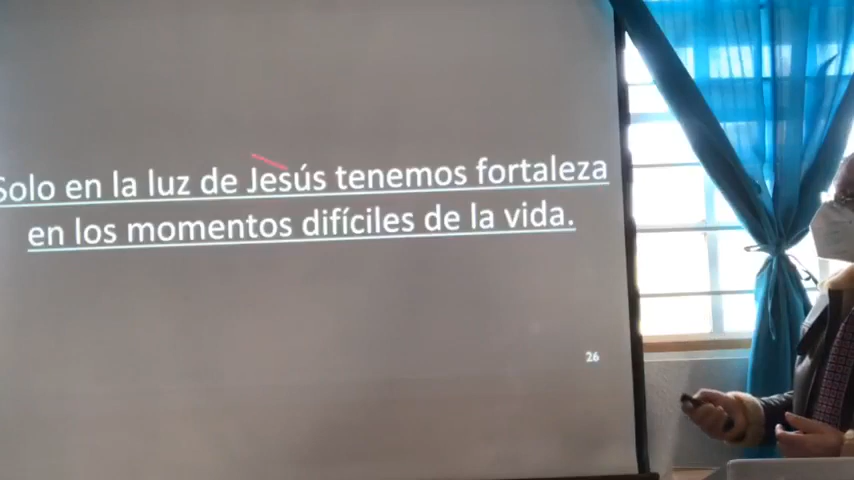 Solo en la luz de Jesús tenemos fortaleza
en los momentos difíciles de la vida.
26